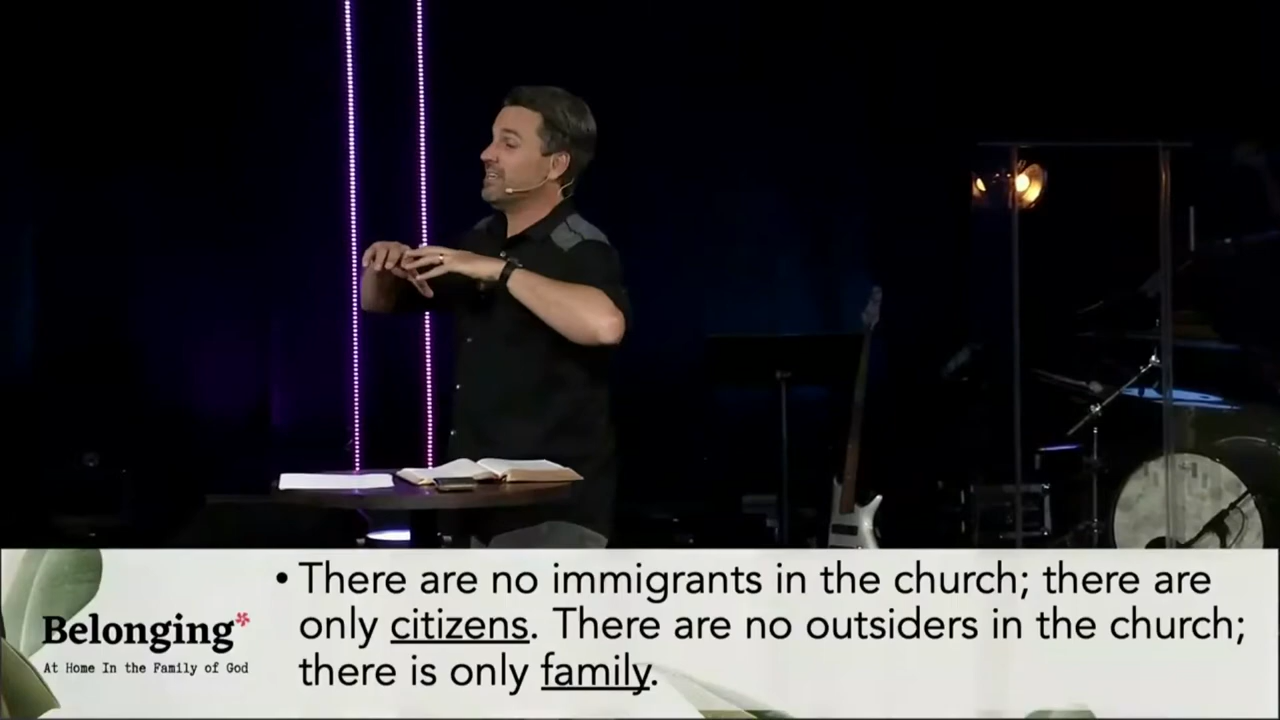 • There are no immigrants in the church; there are
only citizens. There are no outsiders in the church;
there is only family.
Belonging*
At Home In the Family of God